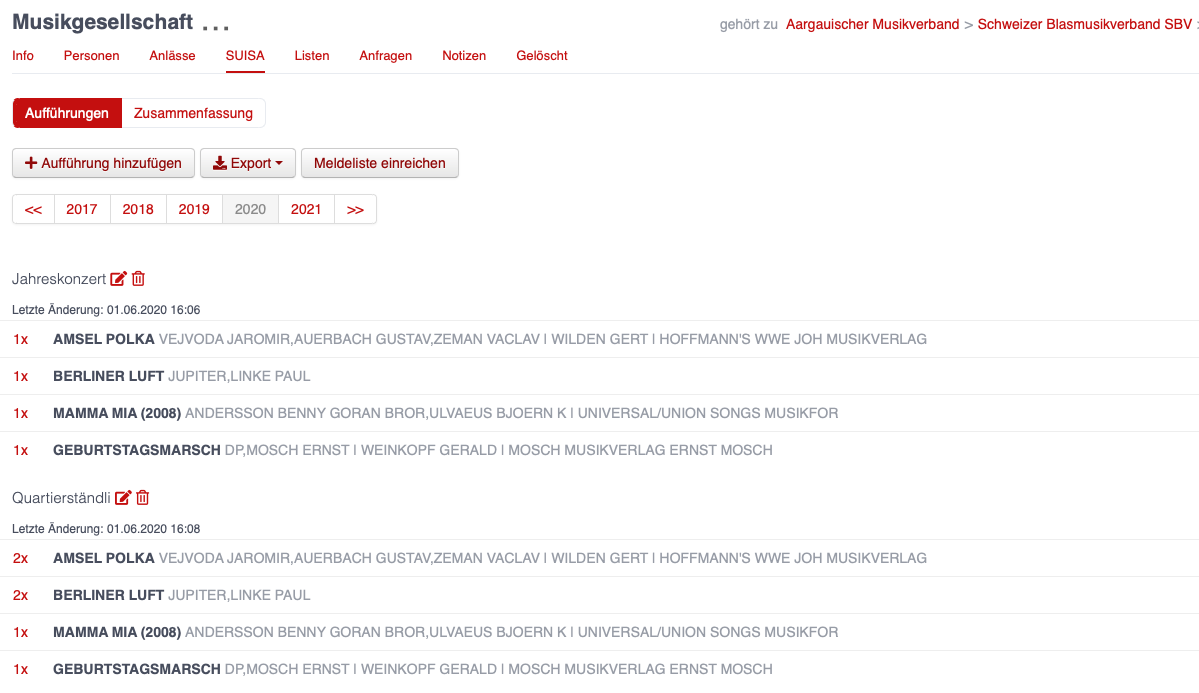 Musikgesellschaft ...
gehört zu Aargauischer Musikverband > Schweizer Blasmusikverband SBV :
Info Personen Anlässe SUISA Listen Anfragen Notizen Gelöscht
Aufführungen Zusammenfassung
+ Aufführung hinzufügen Export Meldeliste einreichen
<< 2017 2018 2019 2020 2021 >>
Jahreskonzert
Letzte Änderung: 01.06.2020 16:06
1x AMSEL POLKA VEJVODA JAROMIR,AUERBACH GUSTAV,ZEMAN VACLAV | WILDEN GERT | HOFFMANN'S WWE JOH MUSIKVERLAG
1x BERLINER LUFT JUPITER,LINKE PAUL
1x MAMMA MIA (2008) ANDERSSON BENNY GORAN BROR,ULVAEUS BJOERN K | UNIVERSAL/UNION SONGS MUSIKFOR
1x GEBURTSTAGSMARSCH DP,MOSCH ERNST | WEINKOPF GERALD | MOSCH MUSIKVERLAG ERNST MOSCH
Quartierständli
Letzte Änderung: 01.06.2020 16:08
2x AMSEL POLKA VEJVODA JAROMIR,AUERBACH GUSTAV,ZEMAN VACLAV | WILDEN GERT | HOFFMANN'S WWE JOH MUSIKVERLAG
2x BERLINER LUFT JUPITER,LINKE PAUL
1x MAMMA MIA (2008) ANDERSSON BENNY GORAN BROR,ULVAEUS BJOERN K | UNIVERSAL/UNION SONGS MUSIKFOR
1x GEBURTSTAGSMARSCH DP,MOSCH ERNST | WEINKOPF GERALD | MOSCH MUSIKVERLAG ERNST MOSCH